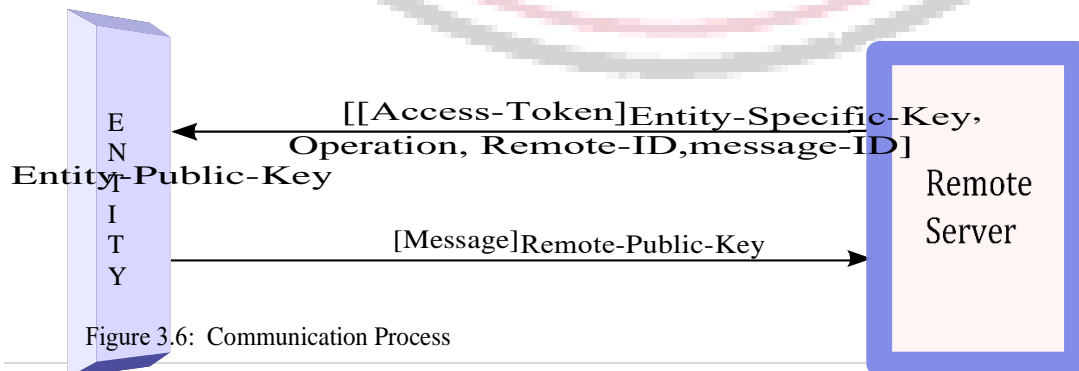 [[Access-Token]Entity-Specific-Key,
Operation, Remote-ID,message-ID]
Entity-Public-Key
E
N
T
I
T
Y
[Message]Remote-Public-Key
Remote
Server
Figure 3.6: Communication Process